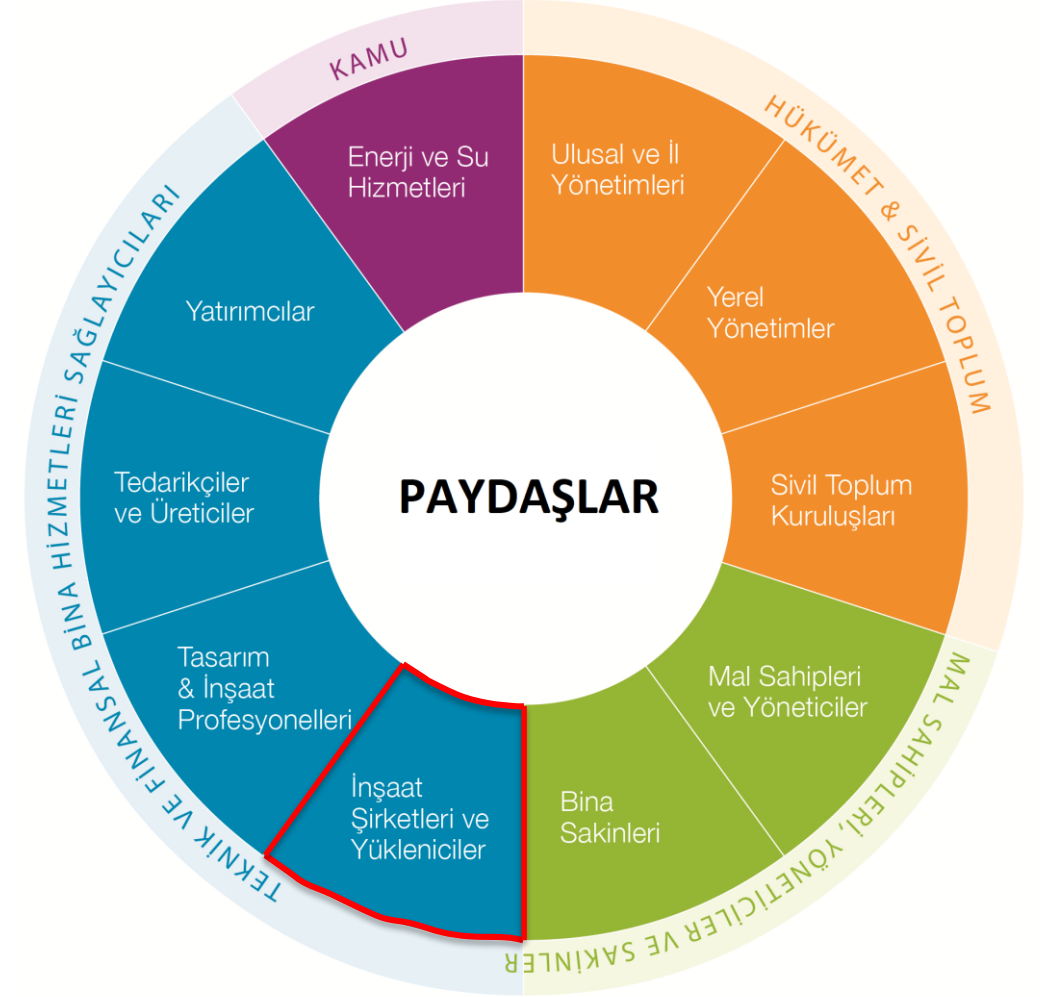 KAMU
HÜKÜMET & SİVİL TOPLUM
MAL SAHİPLERİ, YÖNETİCİLER VE SAKİNLER
TEKNİK VE FİNANSAL BİNA HİZMETLERİ SAĞLAYICILARI
Enerji ve Su
Hizmetleri
Ulusal ve İl
Yönetimleri
Yerel
Yönetimler
Sivil Toplum
Kuruluşları
Mal Sahipleri
ve Yöneticiler
Bina
Sakinleri
İnşaat
Şirketleri ve
Yükleniciler
Tasarım
& İnşaat
Profesyonelleri
Tedarikçiler
ve Üreticiler
Yatırımcılar
PAYDAŞLAR